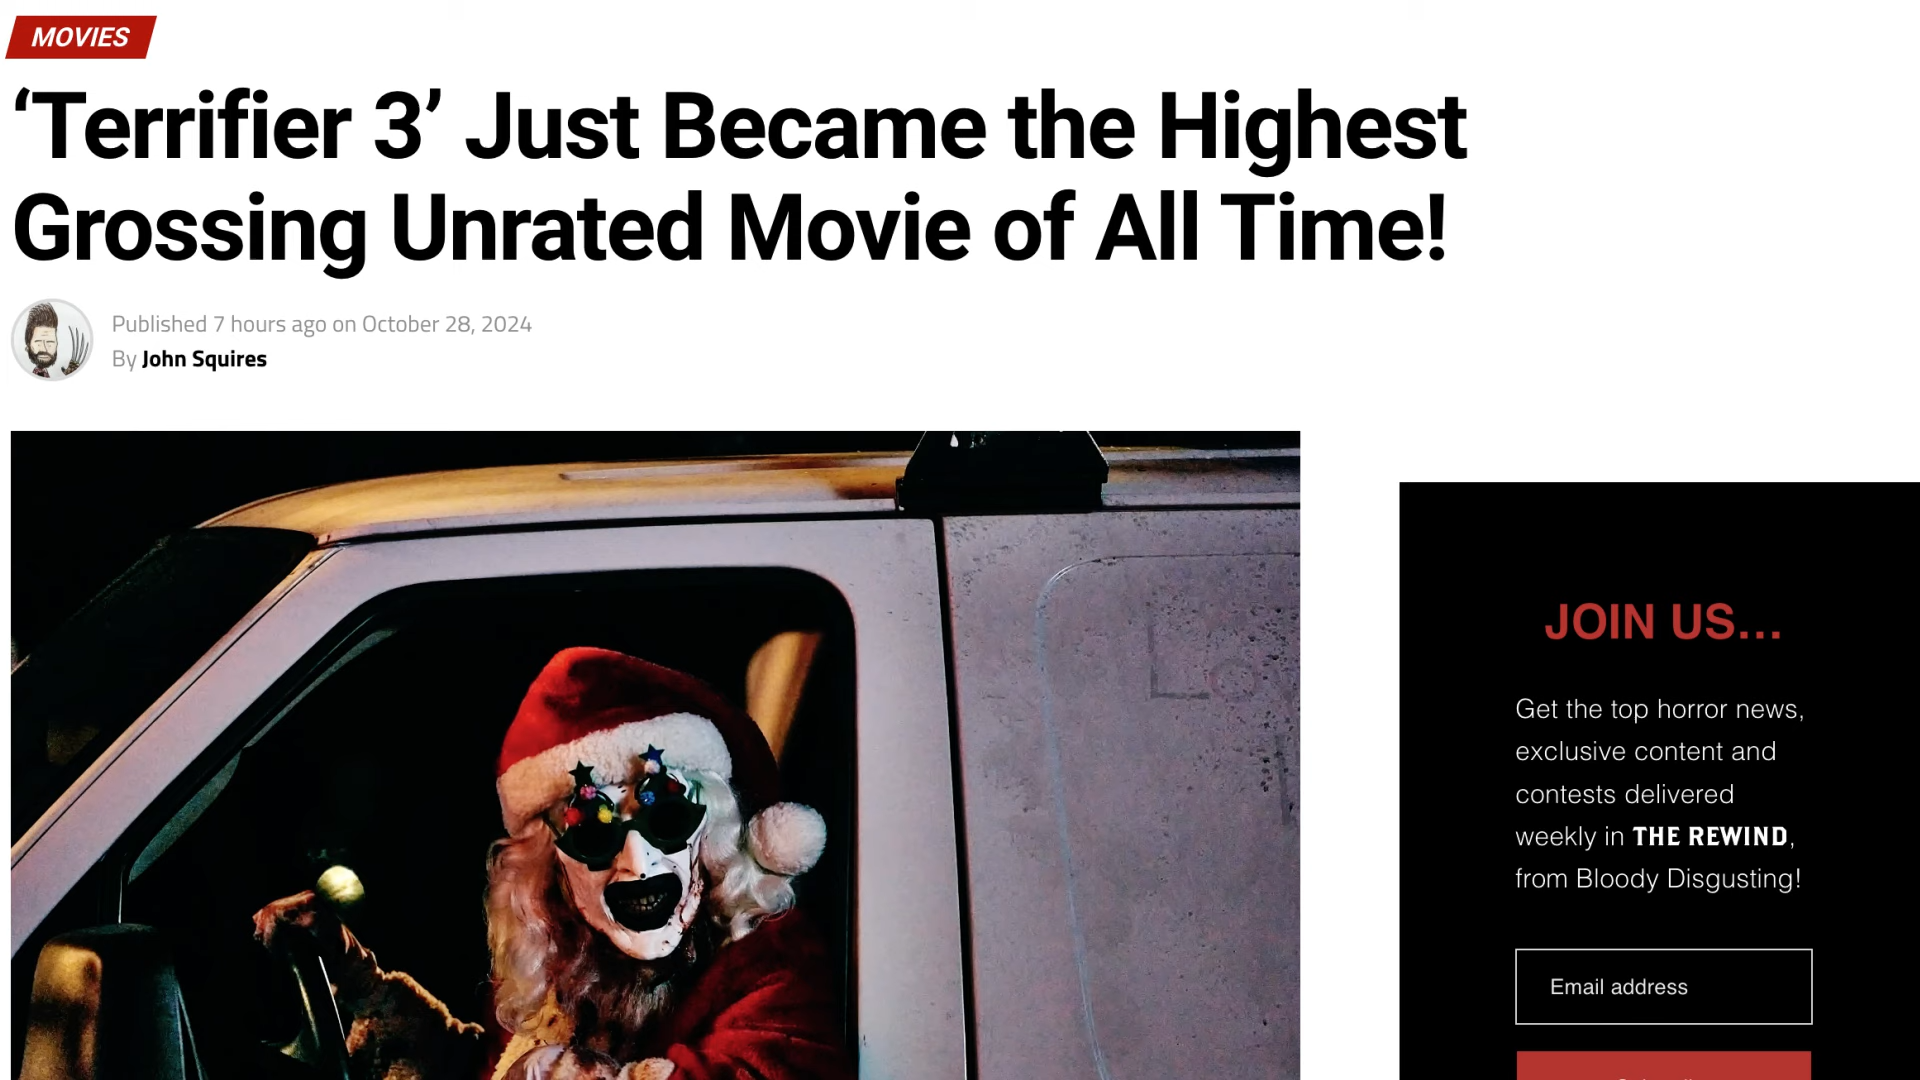 MOVIES
‘Terrifier 3’ Just Became the Highest
Grossing Unrated Movie of All Time!
Published 7 hours ago on October 28, 2024
By John Squires
JOIN US...
Get the top horror news,
exclusive content and
contests delivered
weekly in THE REWIND,
from Bloody Disgusting!
Email address